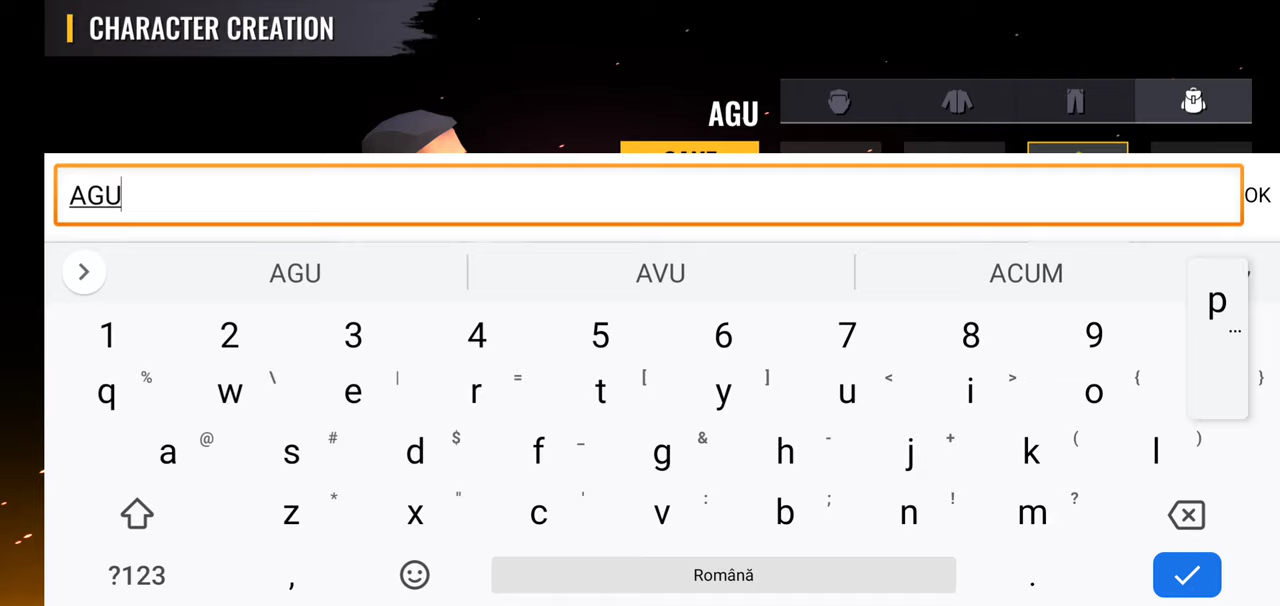 CHARACTER CREATION
AGU
AGU
OK
AGU AVU ACUM
p
...
1 2 3 4 5 6 7 8 9
% \ | = [ ] < > { }
q w e r t y u i o
@ # $ _ & - + ( )
a s d f g h j k l
* " ' : ; ! ?
z x c v b n m
?123 , Română .